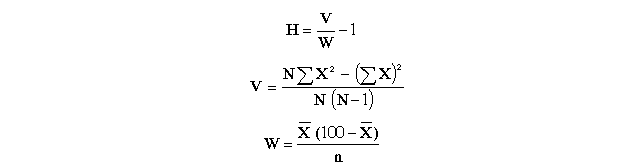 H = V/W − 1
V = (N∑X² − (∑X)²) / (N (N−1))
W = (X̄ (100 − X̄)) / n